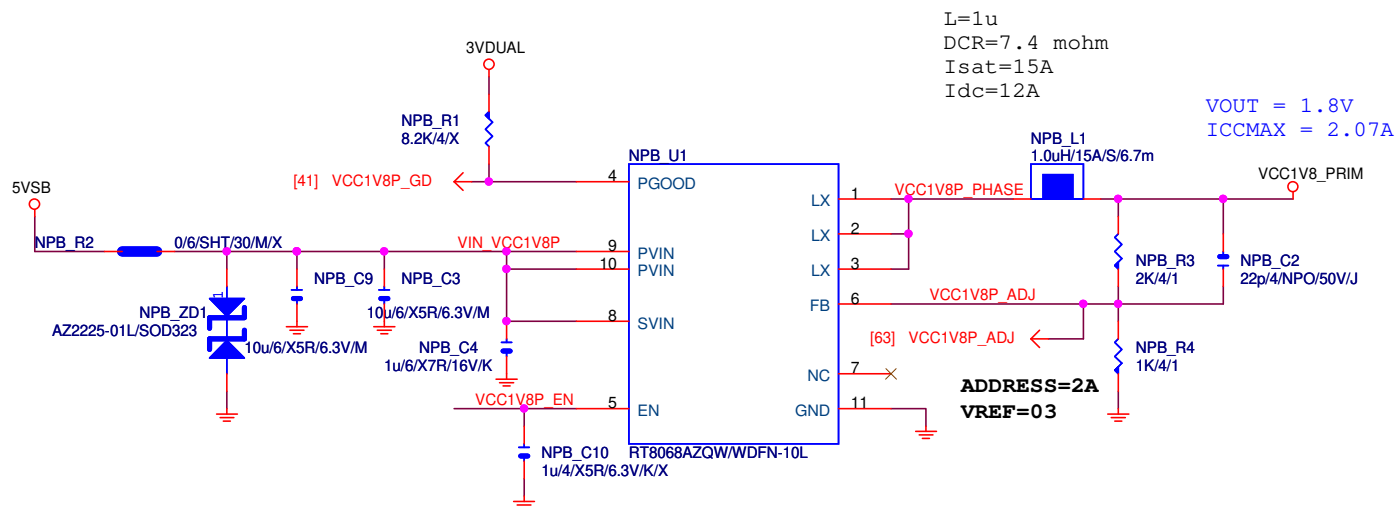 L=1u
DCR=7.4 mohm
Isat=15A
Idc=12A
VOUT = 1.8V
ICCMAX = 2.07A
3VDUAL
NPB_R1
8.2K/4/X
[41] VCC1V8P_GD
NPB_U1
4 PGOOD
9 PVIN
10 PVIN
8 SVIN
5 EN
LX 1
LX 2
LX 3
FB 6
NC 7
GND 11
RT8068AZQW/WDFN-10L
VCC1V8P_PHASE
NPB_L1
1.0uH/15A/S/6.7m
VCC1V8_PRIM
5VSB
NPB_R2
0/6/SHT/30/M/X
VIN_VCC1V8P
1
NPB_ZD1
AZ2225-01L/SOD323
NPB_C9
10u/6/X5R/6.3V/M
NPB_C3
10u/6/X5R/6.3V/M
NPB_C4
1u/6/X7R/16V/K
VCC1V8P_EN
NPB_C10
1u/4/X5R/6.3V/K/X
NPB_R3
2K/4/1
NPB_C2
22p/4/NPO/50V/J
VCC1V8P_ADJ
[63] VCC1V8P_ADJ
NPB_R4
1K/4/1
ADDRESS=2A
VREF=03